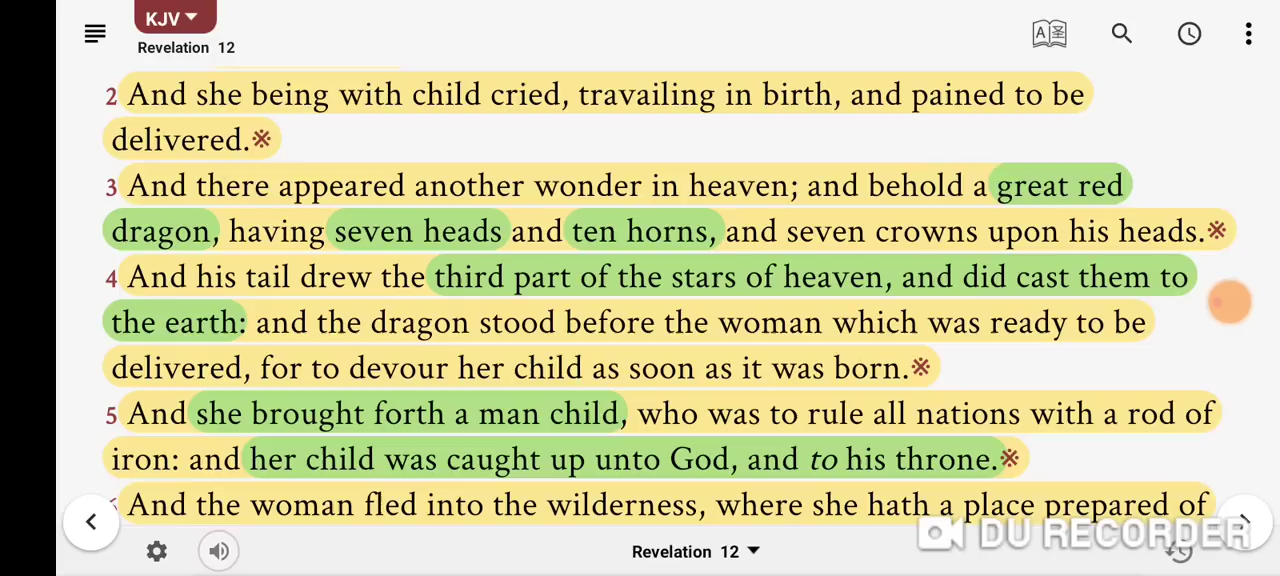 KJV
Revelation 12
2 And she being with child cried, travailing in birth, and pained to be
delivered.※
3 And there appeared another wonder in heaven; and behold a great red
dragon, having seven heads and ten horns, and seven crowns upon his heads.※
4 And his tail drew the third part of the stars of heaven, and did cast them to
the earth: and the dragon stood before the woman which was ready to be
delivered, for to devour her child as soon as it was born.※
5 And she brought forth a man child, who was to rule all nations with a rod of
iron: and her child was caught up unto God, and to his throne.※
And the woman fled into the wilderness, where she hath a place prepared of
DU RECORDER
Revelation 12